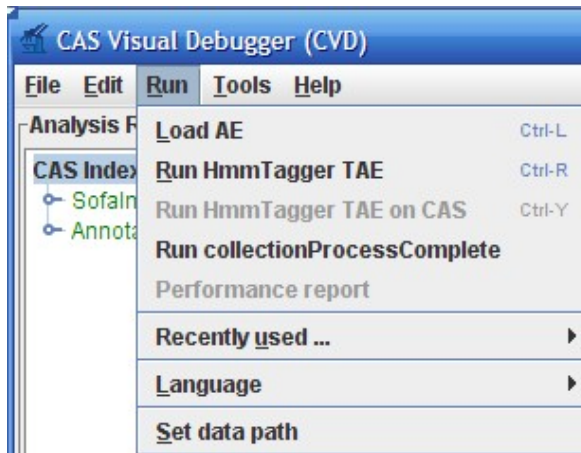 CAS Visual Debugger (CVD)
File Edit Run Tools Help
Analysis R
CAS Index
SofaIn
Annota
Load AE Ctrl-L
Run HmmTagger TAE Ctrl-R
Run HmmTagger TAE on CAS Ctrl-Y
Run collectionProcessComplete
Performance report
Recently used ...
Language
Set data path